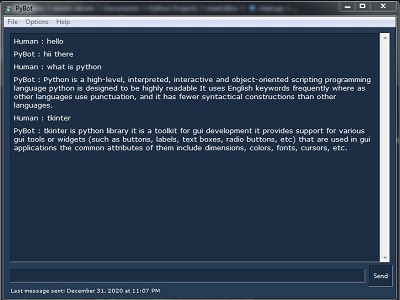 PyBot
File Options Help
Human : hello
PyBot : hii there
Human : what is python
PyBot : Python is a high-level, interpreted, interactive and object-oriented scripting programming
language python is designed to be highly readable It uses English keywords frequently where as
other languages use punctuation, and it has fewer syntactical constructions than other
languages.
Human : tkinter
PyBot : tkinter is python library it is a toolkit for gui development it provides support for various
gui tools or widgets (such as buttons, labels, text boxes, radio buttons, etc) that are used in gui
applications the common attributes of them include dimensions, colors, fonts, cursors, etc.
Send
Last message sent: December 31, 2020 at 11:07 PM